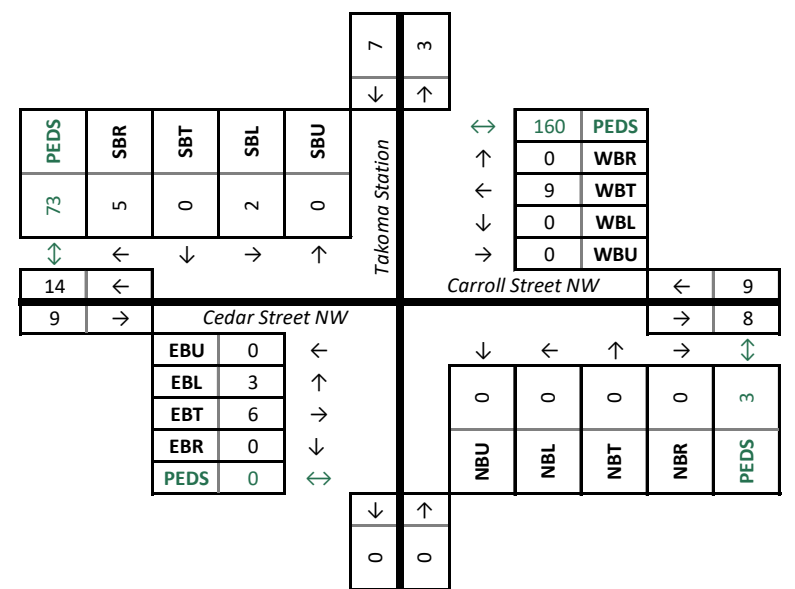 7 3
↓ ↑
PEDS SBR SBT SBL SBU
73 5 0 2 0
↕ ← ↓ → ↑
Takoma Station
↔ 160 PEDS
↑ 0 WBR
← 9 WBT
↓ 0 WBL
→ 0 WBU
14 ←
9 →
Cedar Street NW
Carroll Street NW
← 9
→ 8
EBU 0 ←
EBL 3 ↑
EBT 6 →
EBR 0 ↓
PEDS 0 ↔
↓ ← ↑ → ↕
0 0 0 0 3
NBU NBL NBT NBR PEDS
↓ ↑
0 0